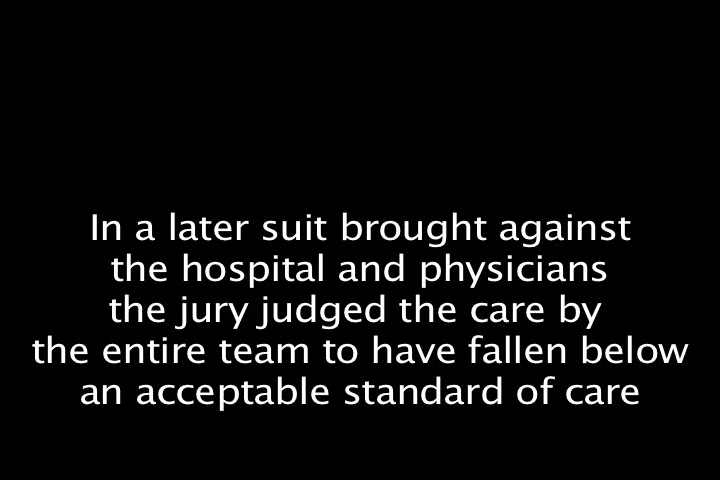 In a later suit brought against
the hospital and physicians
the jury judged the care by
the entire team to have fallen below
an acceptable standard of care